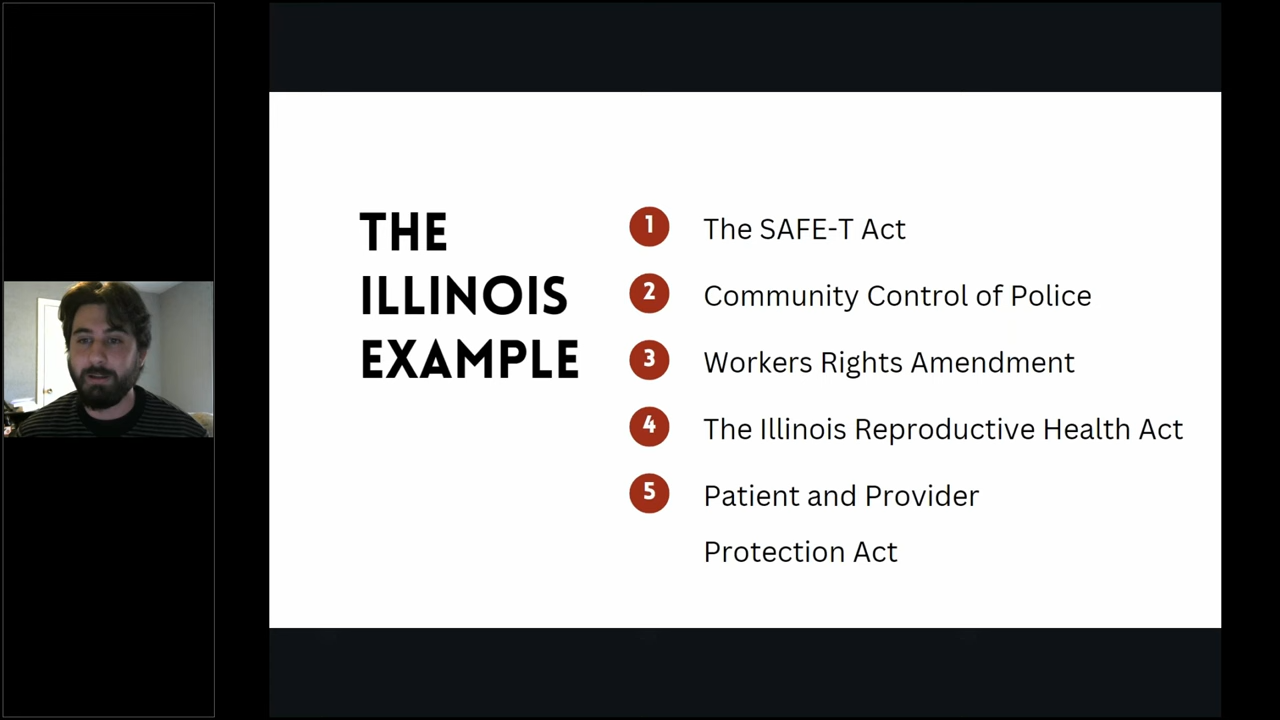 THE
ILLINOIS
EXAMPLE
1 The SAFE-T Act
2 Community Control of Police
3 Workers Rights Amendment
4 The Illinois Reproductive Health Act
5 Patient and Provider
Protection Act